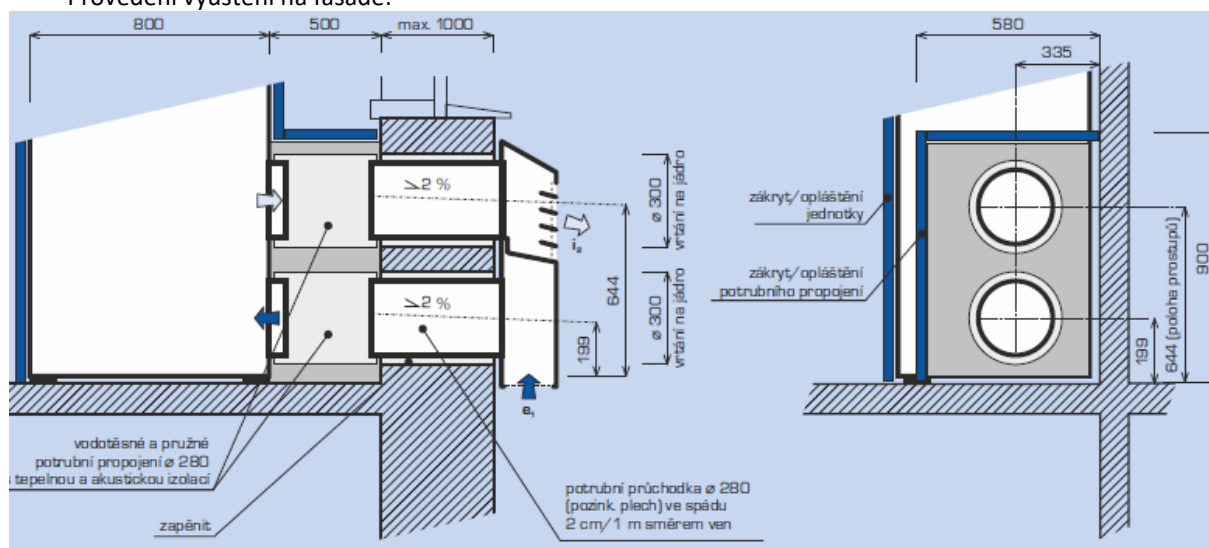 Provedení vyústění na fasádě:
800
500
max. 1000
580
335
≥2 %
≥2 %
i₂
e₁
ø 300
vrtání na jádro
ø 300
vrtání na jádro
644
199
zákryt/opláštění
jednotky
zákryt/opláštění
potrubního propojení
900
644 (poloha prostupů)
199
vodotěsné a pružné
potrubní propojení ø 280
s tepelnou a akustickou izolací
zapěnit
potrubní průchodka ø 280
(pozink. plech) ve spádu
2 cm/1 m směrem ven